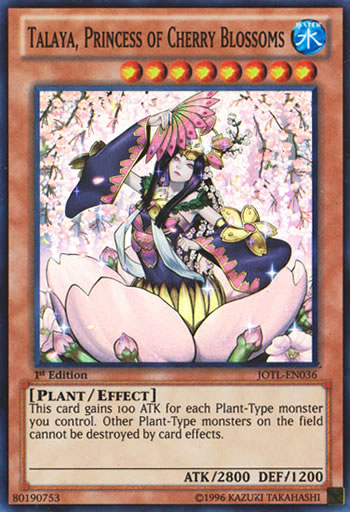 TALAYA, PRINCESS OF CHERRY BLOSSOMS
WATER
水
1st Edition
JOTL-EN036
[PLANT/EFFECT]
This card gains 100 ATK for each Plant-Type monster
you control. Other Plant-Type monsters on the field
cannot be destroyed by card effects.
ATK/2800 DEF/1200
80190753
©1996 KAZUKI TAKAHASHI